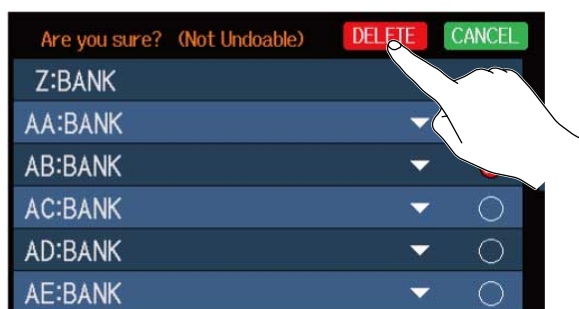 Are you sure? (Not Undoable) DELETE CANCEL
Z:BANK
AA:BANK
AB:BANK
AC:BANK
AD:BANK
AE:BANK